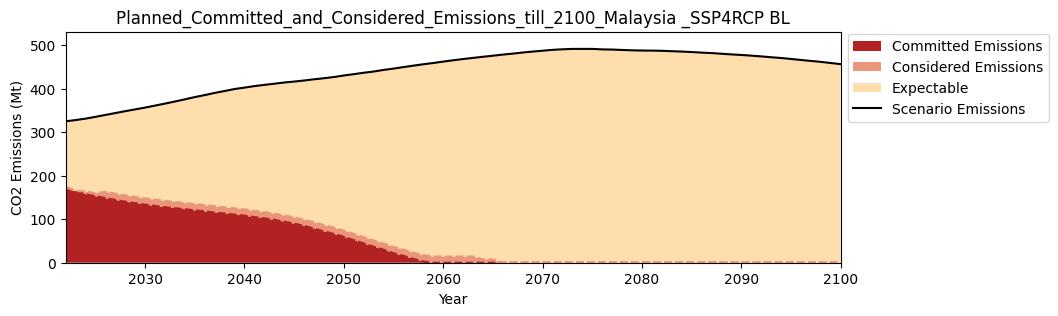 Planned_Committed_and_Considered_Emissions_till_2100_Malaysia _SSP4RCP BL
500
400
300
200
100
0
CO2 Emissions (Mt)
2030 2040 2050 2060 2070 2080 2090 2100
Year
Committed Emissions
Considered Emissions
Expectable
Scenario Emissions